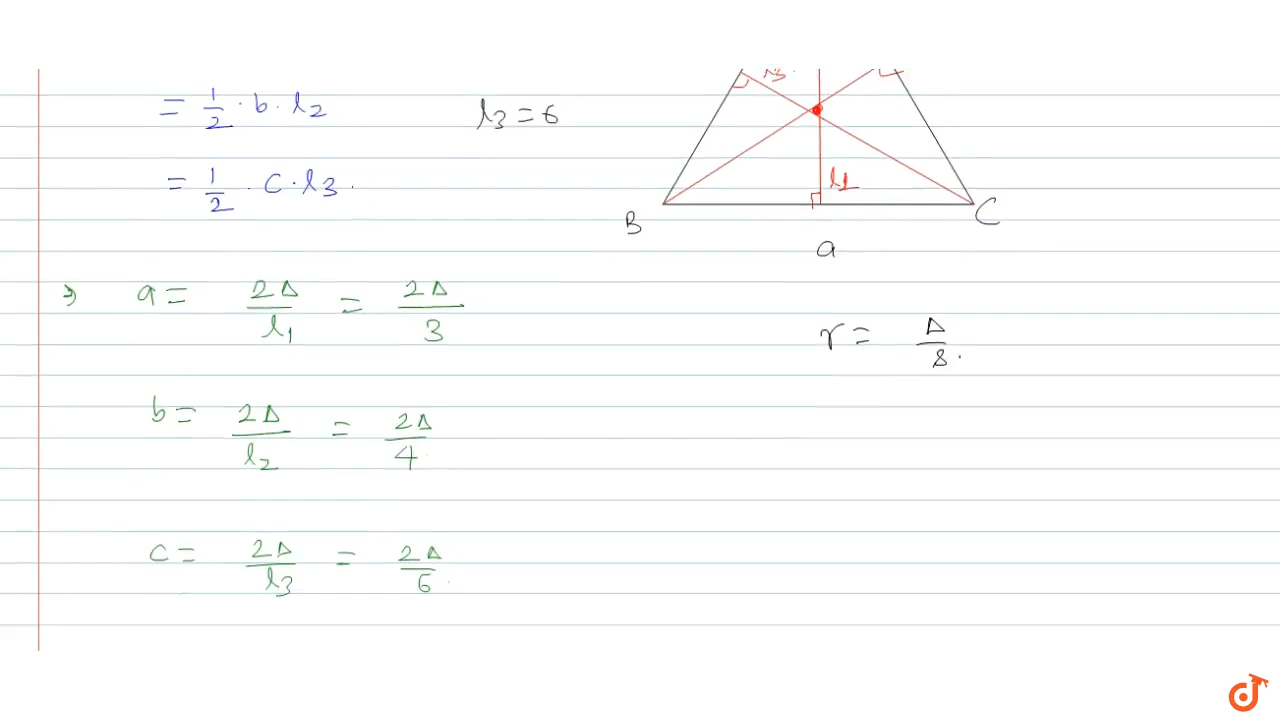 = 1/2 · b · l2
l3 = 6
= 1/2 · c · l3 .
l1
B
C
a
⇒ a = 2Δ/l1 = 2Δ/3
r = Δ/s .
b = 2Δ/l2 = 2Δ/4
c = 2Δ/l3 = 2Δ/6 .